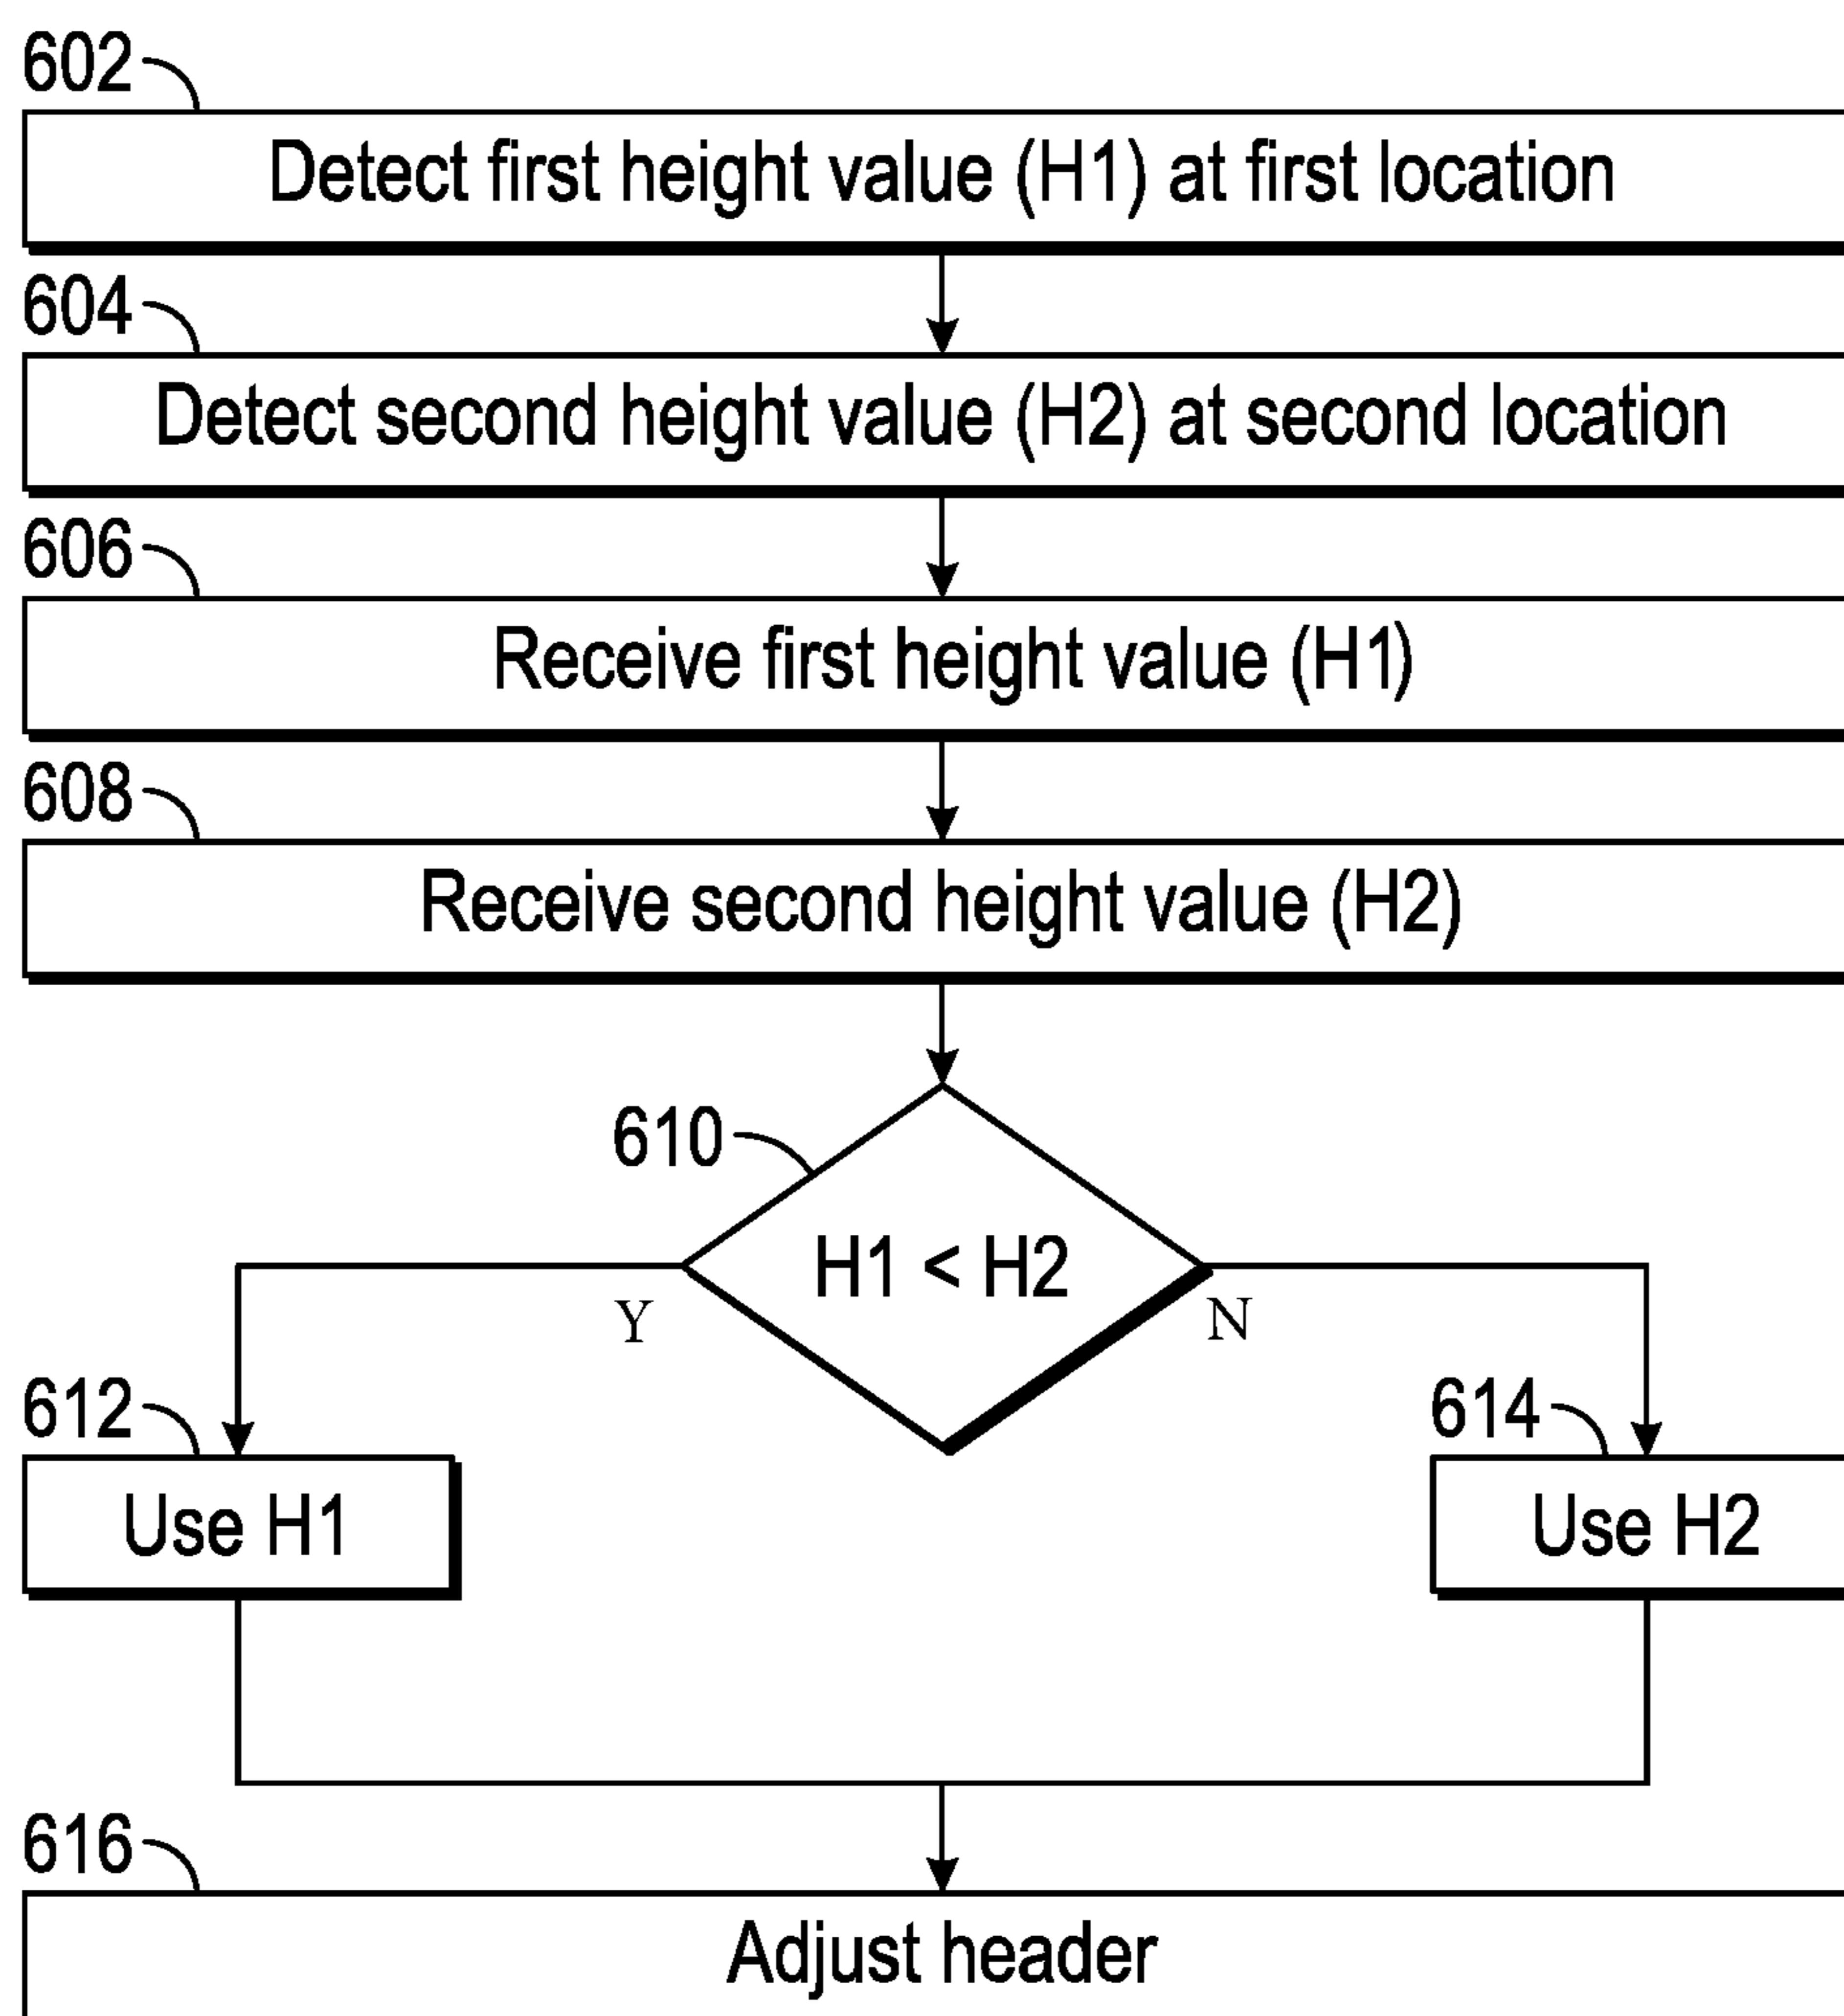 602
Detect first height value (H1) at first location
604
Detect second height value (H2) at second location
606
Receive first height value (H1)
608
Receive second height value (H2)
610
H1 < H2
Y
N
612
614
Use H1
Use H2
616
Adjust header